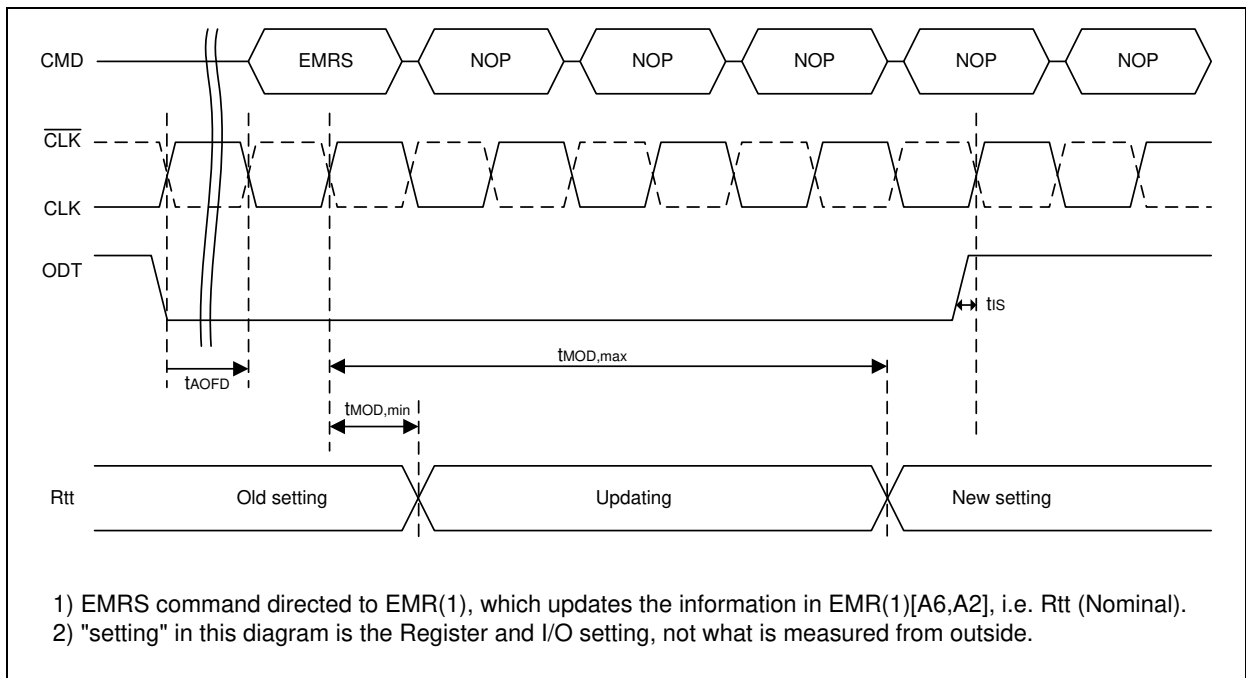 CMD EMRS NOP NOP NOP NOP NOP
CLK
CLK
ODT
tIS
tMOD,max
tAOFD
tMOD,min
Rtt Old setting Updating New setting
1) EMRS command directed to EMR(1), which updates the information in EMR(1)[A6,A2], i.e. Rtt (Nominal).
2) "setting" in this diagram is the Register and I/O setting, not what is measured from outside.